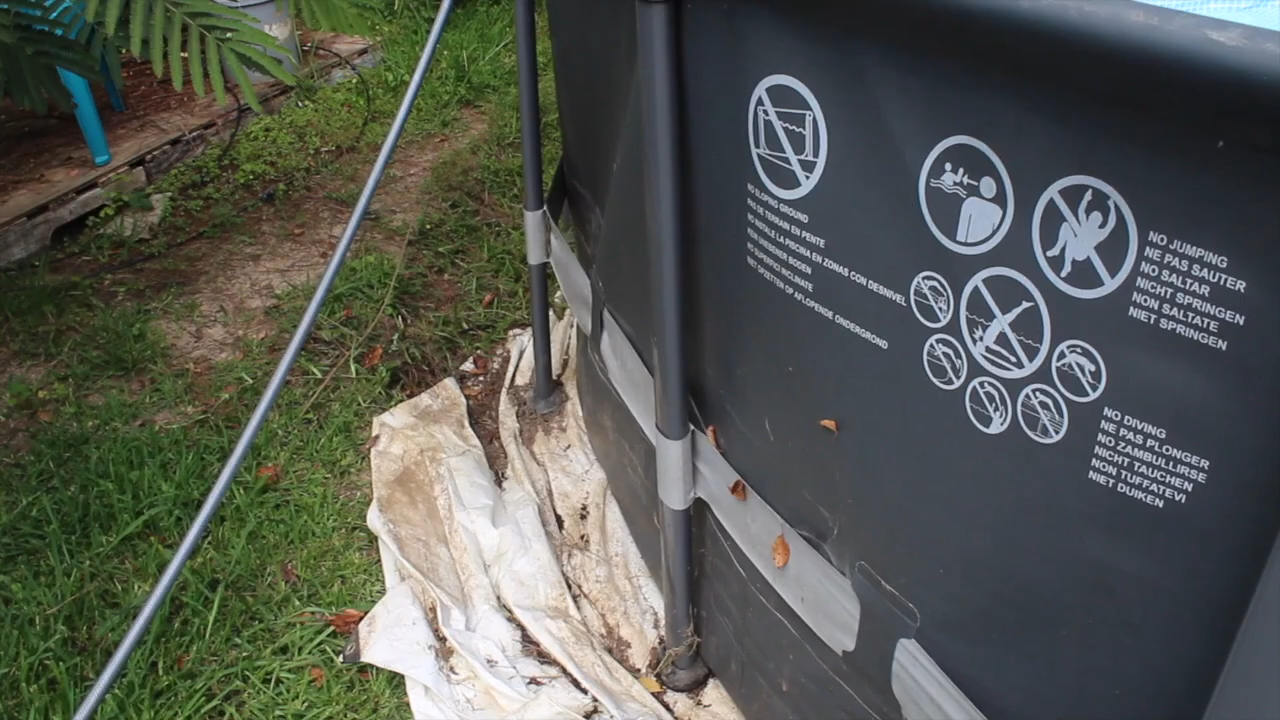 NO SLOPING GROUND
PAS DE TERRAIN EN PENTE
NO INSTALE LA PISCINA EN ZONAS CON DESNIVEL
KEIN UNEBENER BODEN
NO SUPERFICI INCLINATE
NIET OPZETTEN OP AFLOPENDE ONDERGROND
NO JUMPING
NE PAS SAUTER
NO SALTAR
NICHT SPRINGEN
NON SALTATE
NIET SPRINGEN
NO DIVING
NE PAS PLONGER
NO ZAMBULLIRSE
NICHT TAUCHEN
NON TUFFATEVI
NIET DUIKEN